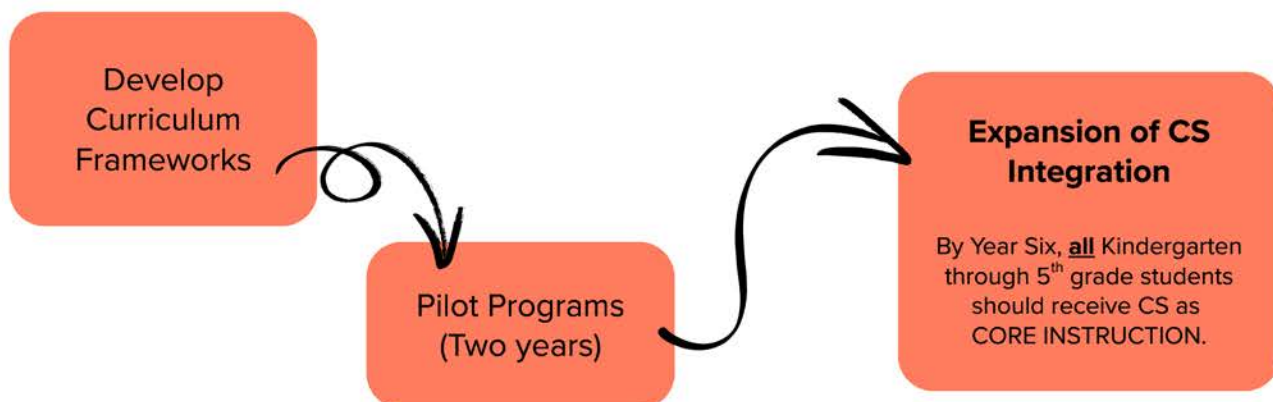 Develop
Curriculum
Frameworks
Pilot Programs
(Two years)
Expansion of CS
Integration
By Year Six, all Kindergarten
through 5th grade students
should receive CS as
CORE INSTRUCTION.